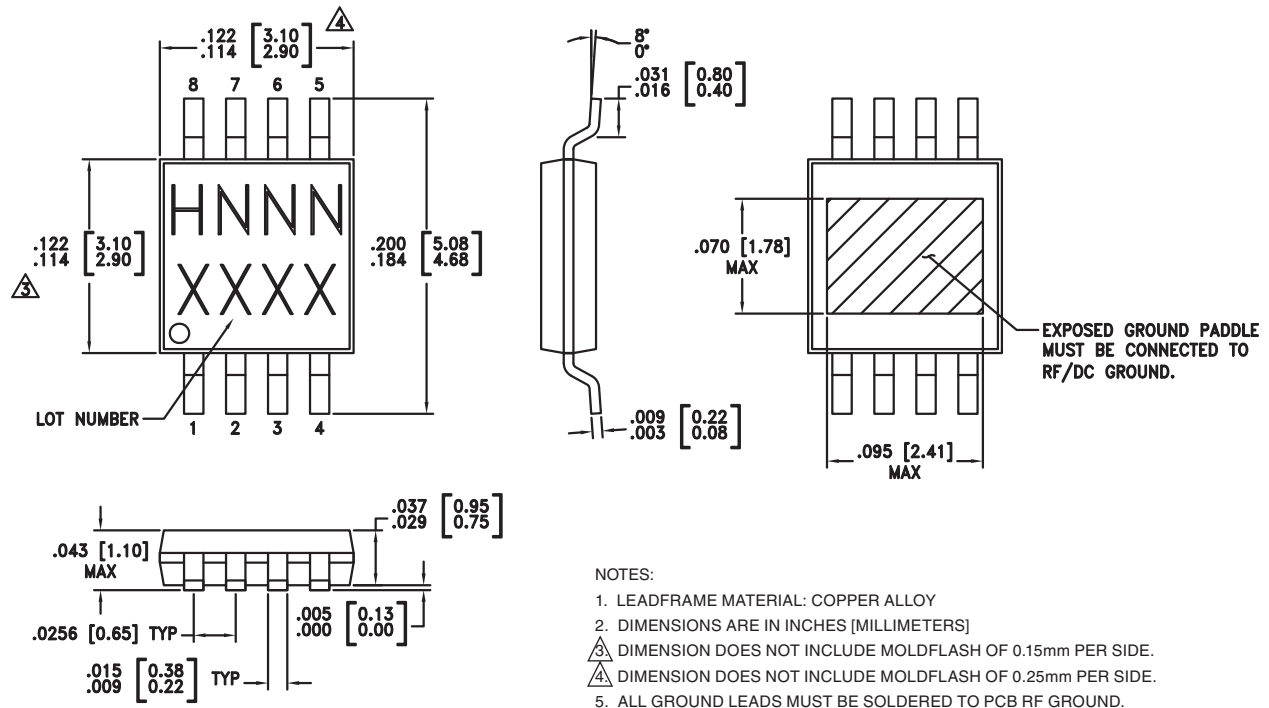 .122 [3.10]
.114 [2.90]
4
8 7 6 5
HNNN
XXXX
.122 [3.10]
.114 [2.90]
3
.200 [5.08]
.184 [4.68]
LOT NUMBER
1 2 3 4
8°
0°
.031 [0.80]
.016 [0.40]
.009 [0.22]
.003 [0.08]
.070 [1.78]
MAX
EXPOSED GROUND PADDLE
MUST BE CONNECTED TO
RF/DC GROUND.
.095 [2.41]
MAX
.037 [0.95]
.029 [0.75]
.043 [1.10]
MAX
.005 [0.13]
.000 [0.00]
.0256 [0.65] TYP
.015 [0.38]
.009 [0.22]
TYP
NOTES:
1. LEADFRAME MATERIAL: COPPER ALLOY
2. DIMENSIONS ARE IN INCHES [MILLIMETERS]
3. DIMENSION DOES NOT INCLUDE MOLDFLASH OF 0.15mm PER SIDE.
4. DIMENSION DOES NOT INCLUDE MOLDFLASH OF 0.25mm PER SIDE.
5. ALL GROUND LEADS MUST BE SOLDERED TO PCB RF GROUND.